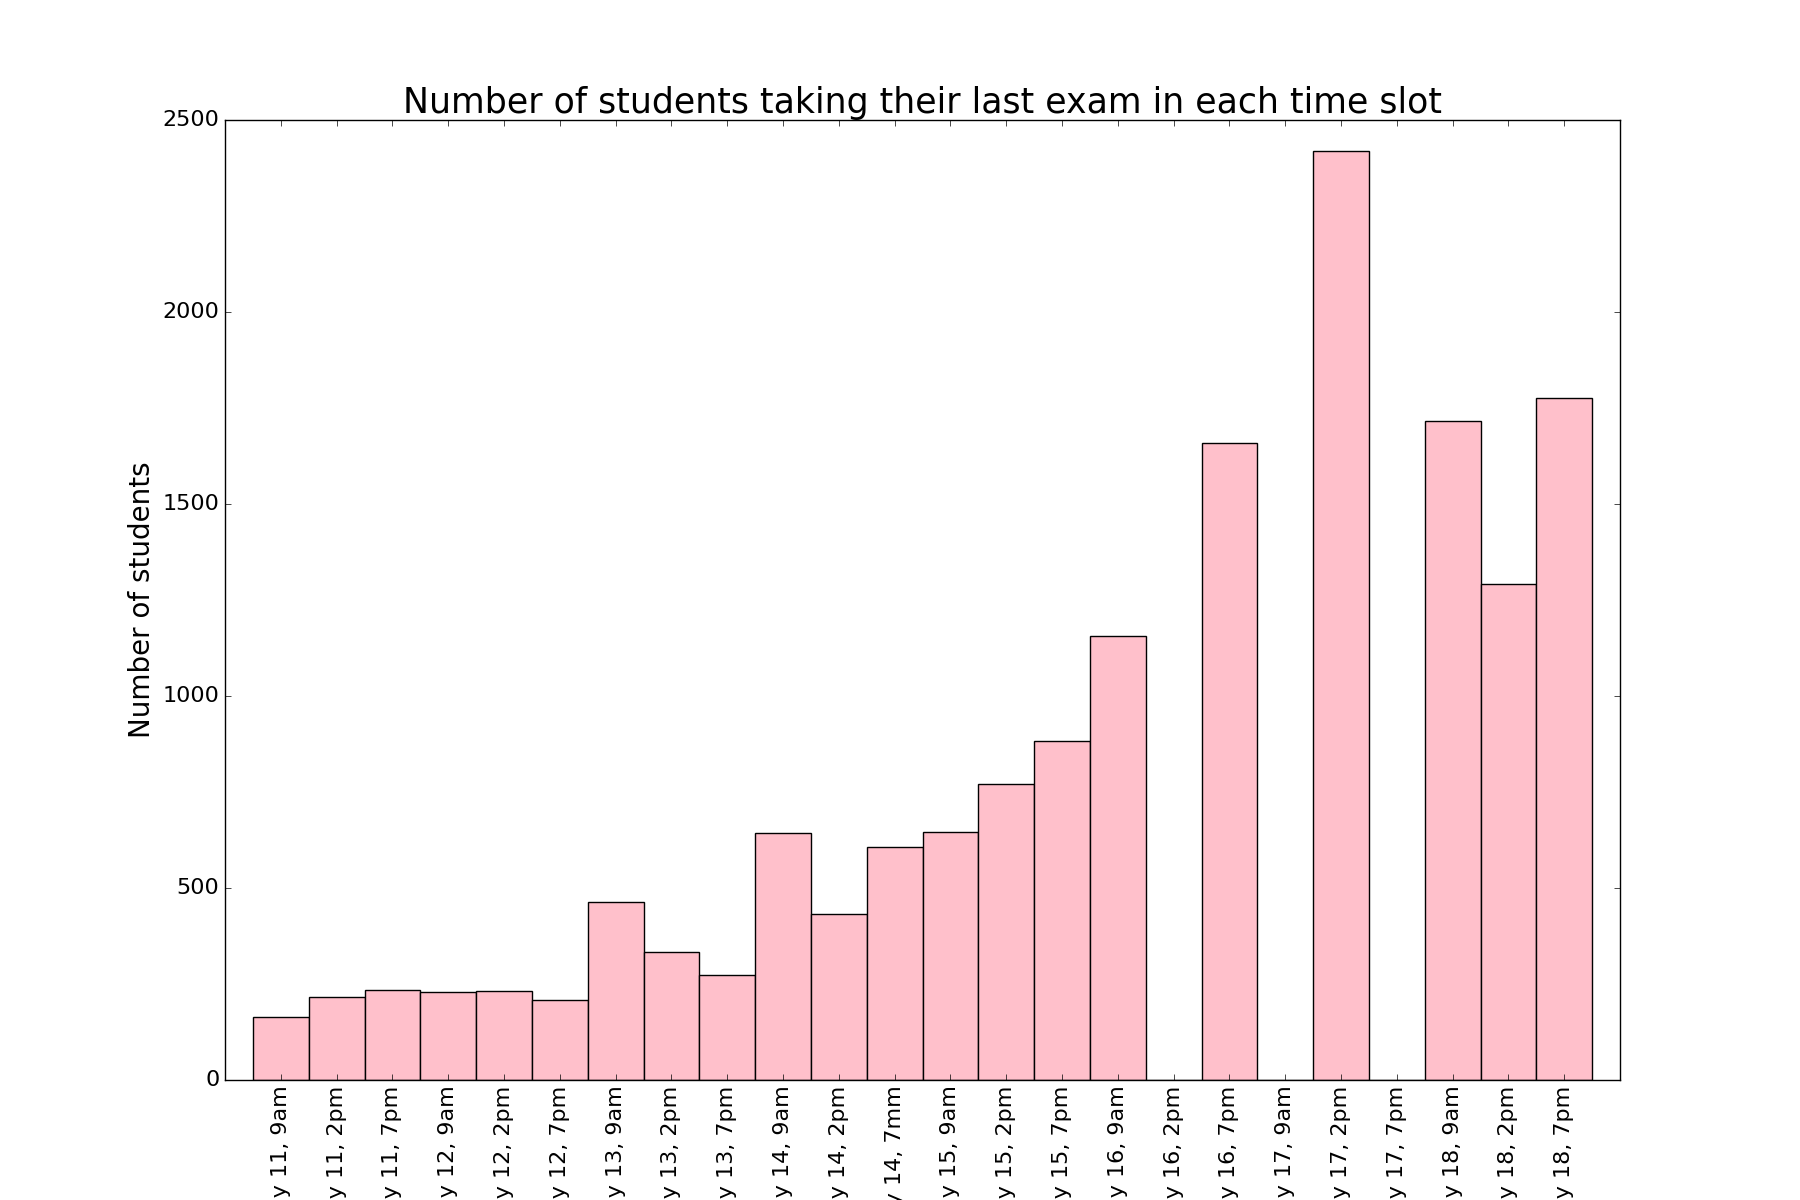 Number of students taking their last exam in each time slot
Number of students
2500
2000
1500
1000
500
0
y 11, 9am
y 11, 2pm
y 11, 7pm
y 12, 9am
y 12, 2pm
y 12, 7pm
y 13, 9am
y 13, 2pm
y 13, 7pm
y 14, 9am
y 14, 2pm
y 14, 7mm
y 15, 9am
y 15, 2pm
y 15, 7pm
y 16, 9am
y 16, 2pm
y 16, 7pm
y 17, 9am
y 17, 2pm
y 17, 7pm
y 18, 9am
y 18, 2pm
y 18, 7pm